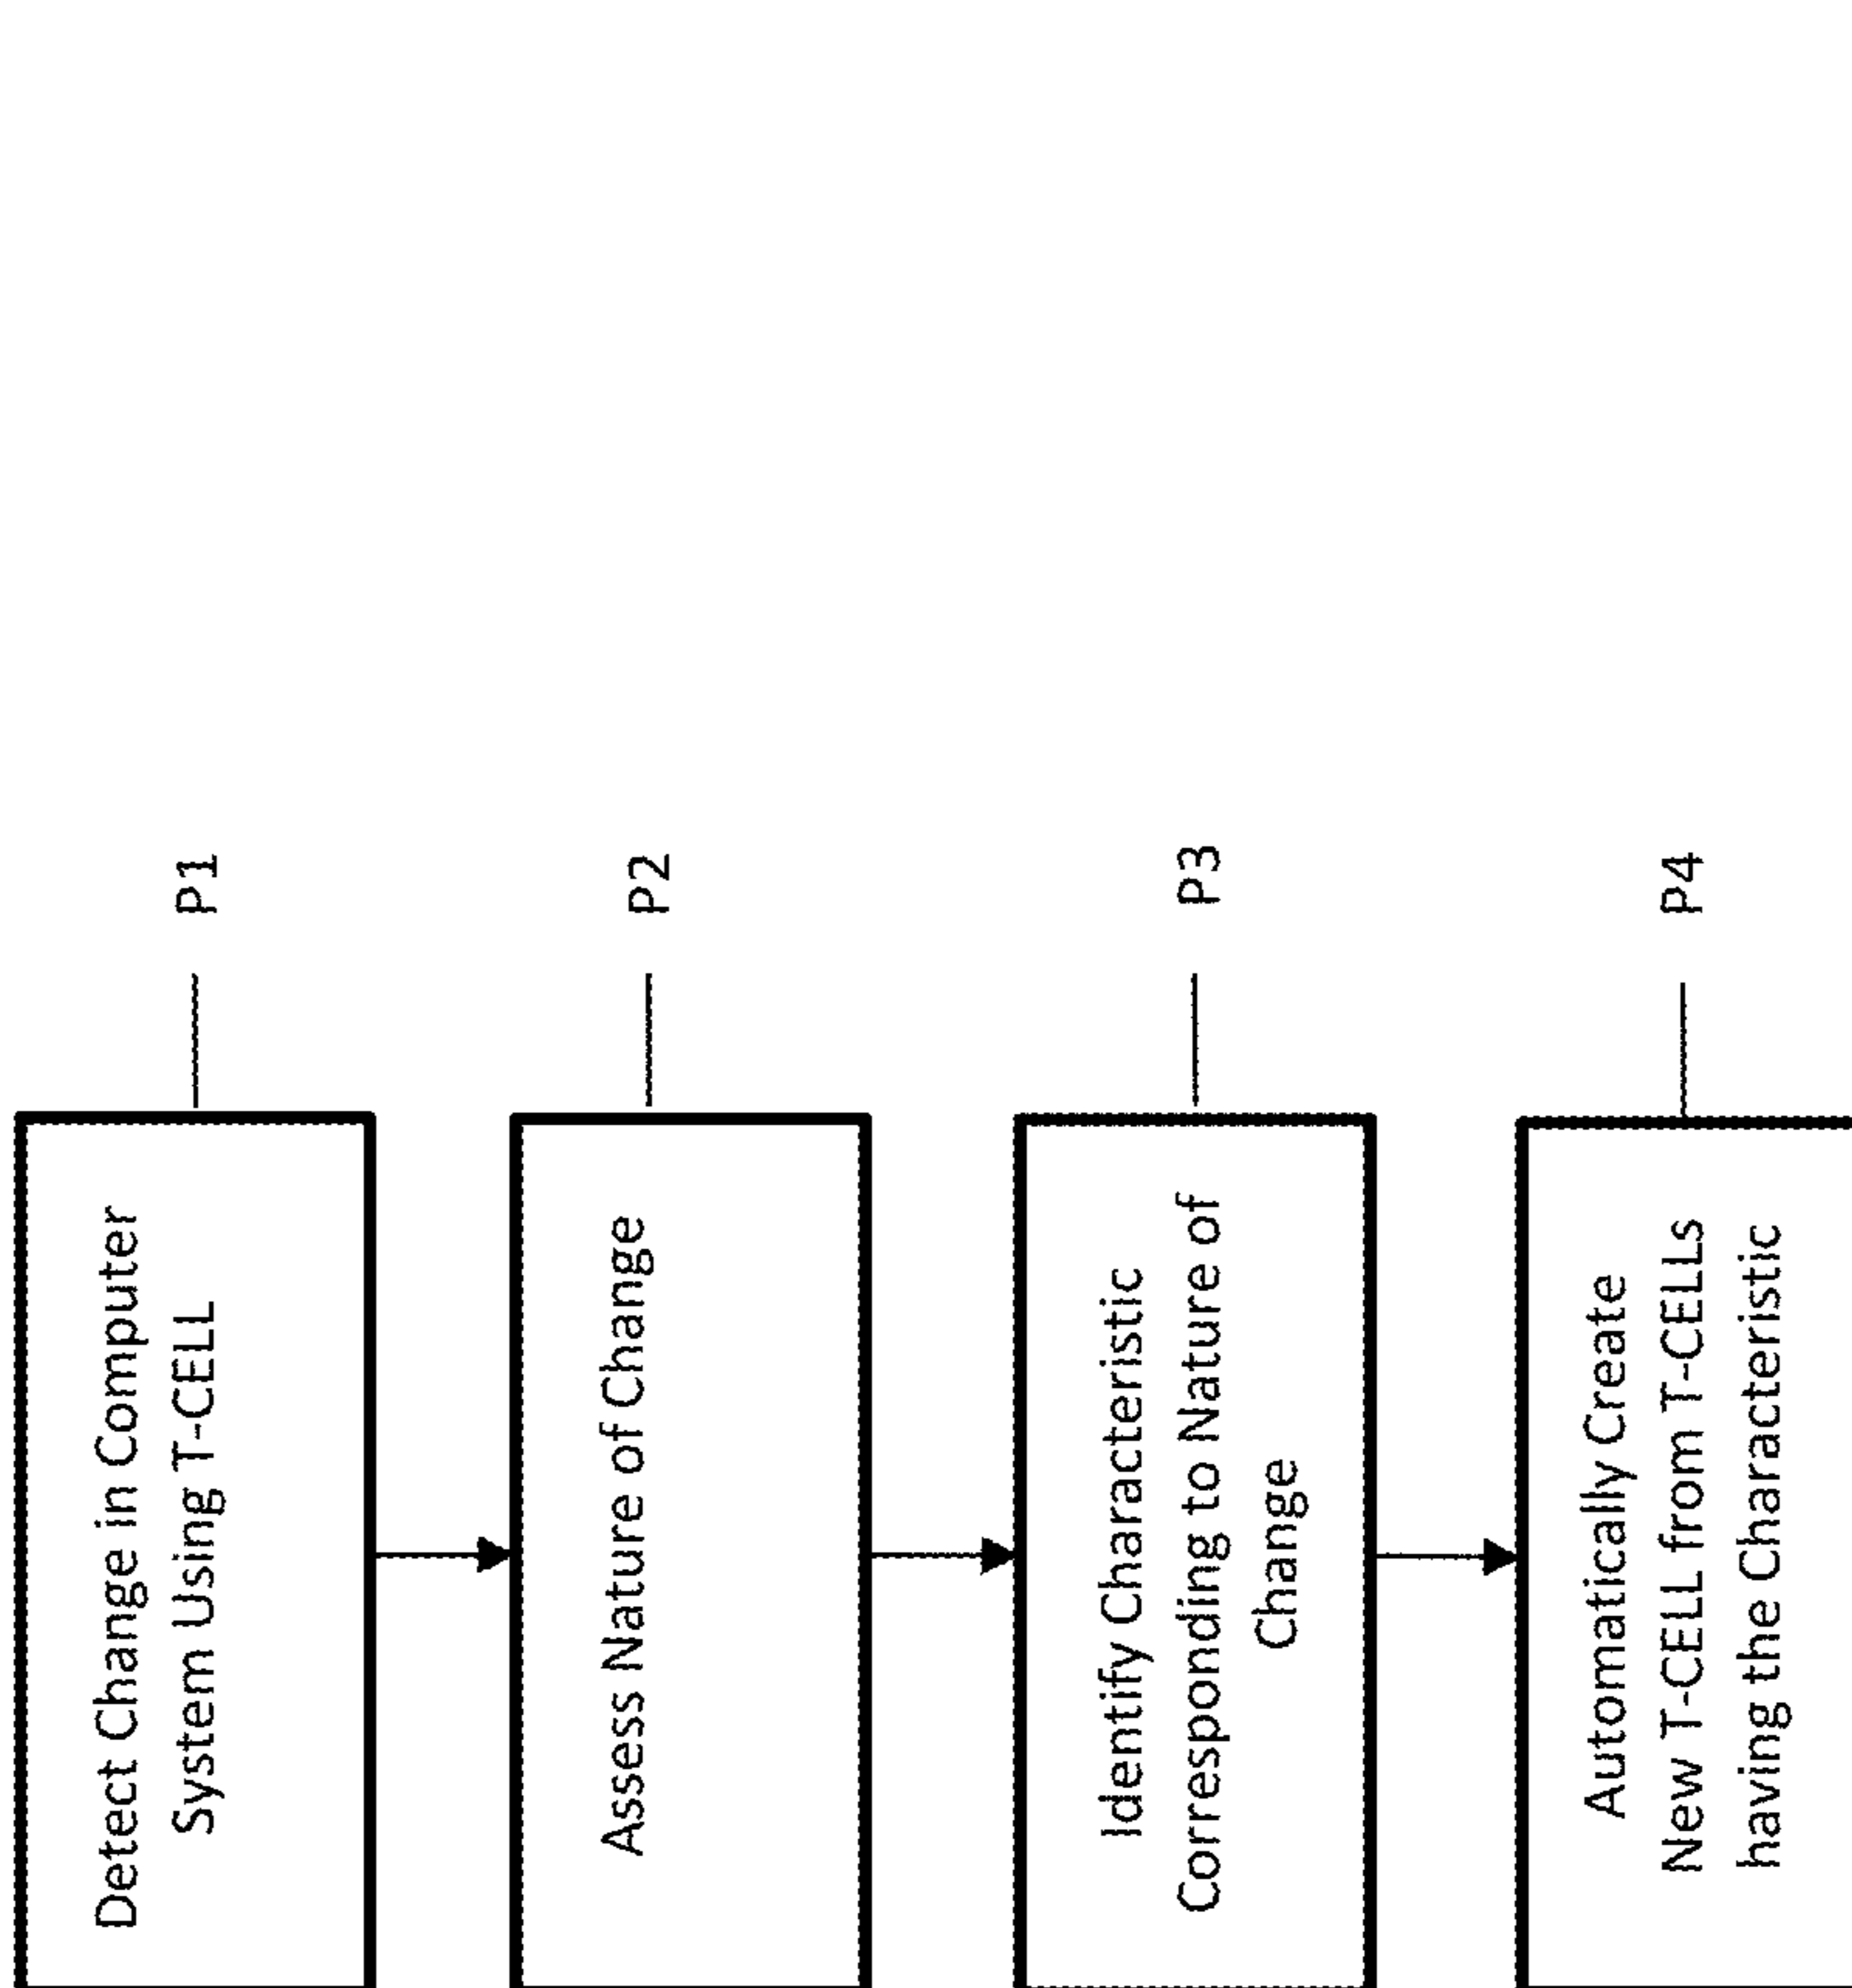 Detect Change in Computer
System Using T-CELL
P1
Assess Nature of Change
P2
Identify Characteristic
Corresponding to Nature of
Change
P3
Automatically Create
New T-CELL from T-CELLs
having the Characteristic
P4